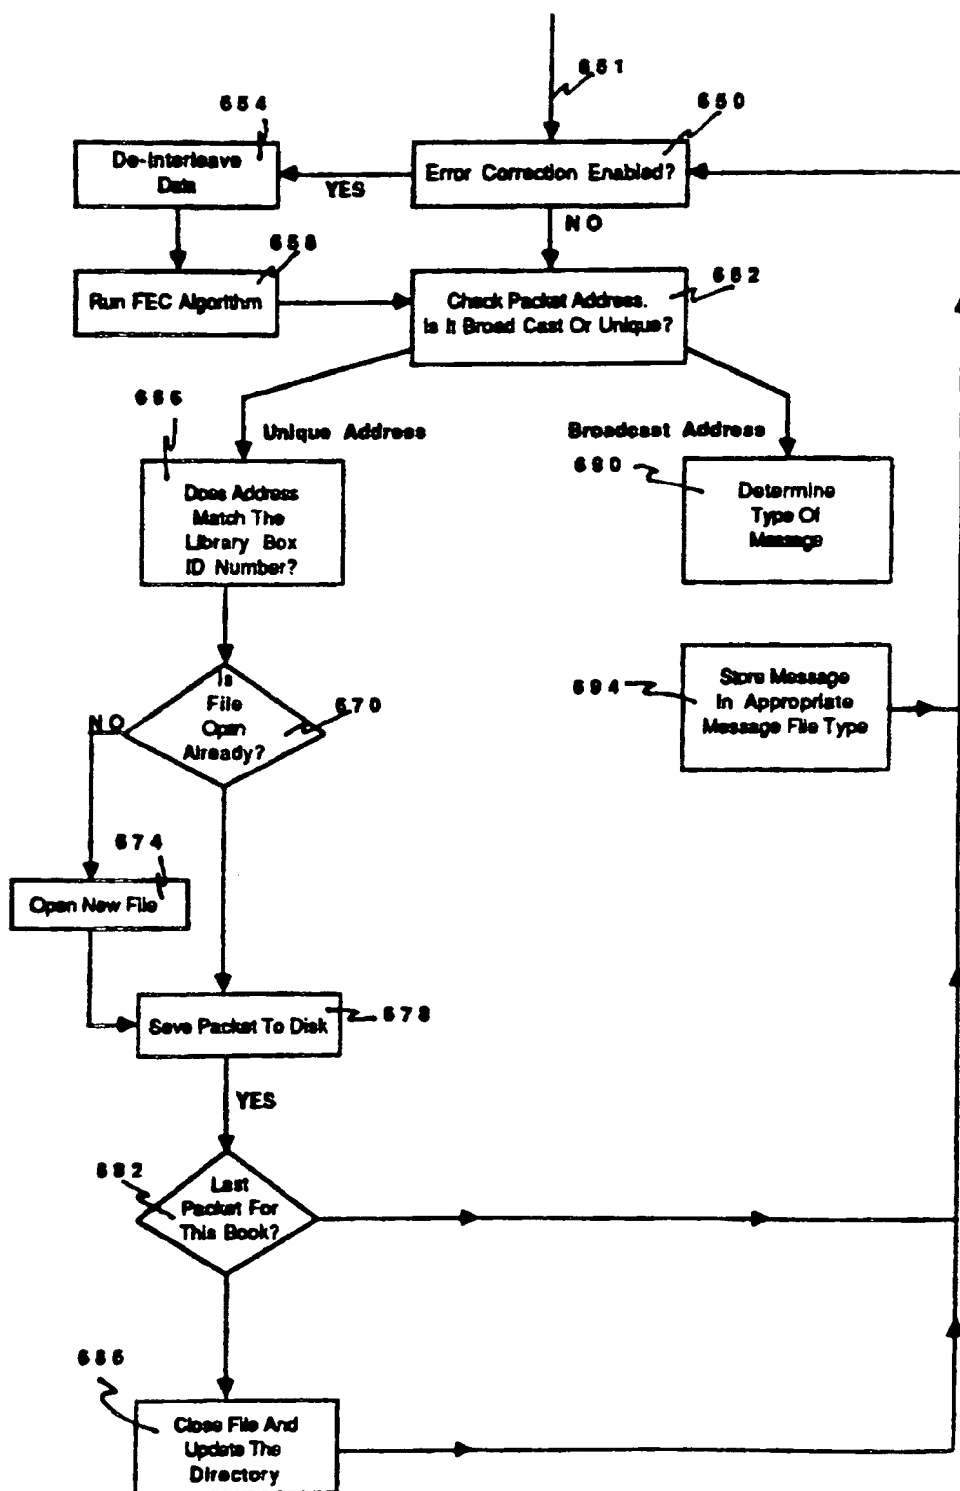 651
650
654
Error Correction Enabled?
De-Interleave
Data
YES
NO
658
662
Run FEC Algorithm
Check Packet Address.
Is It Broad Cast Or Unique?
666
Unique Address
Broadcast Address
690
Does Address
Match The
Library Box
ID Number?
Determine
Type Of
Message
694
Store Message
In Appropriate
Message File Type
Is
File
Open
Already?
670
NO
674
Open New File
Save Packet To Disk
678
YES
682
Last
Packet For
This Book?
686
Close File And
Update The
Directory